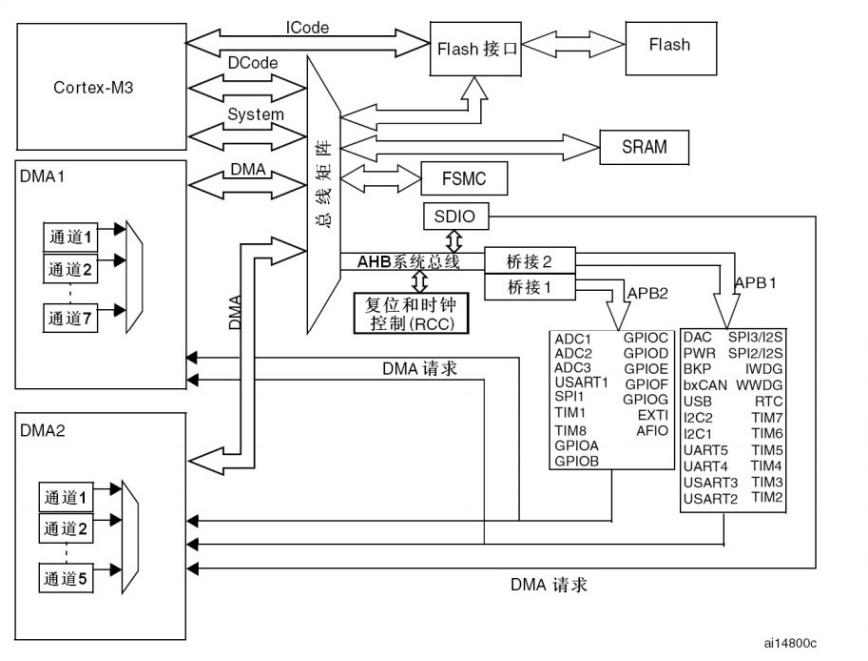 ICode
Cortex-M3
Flash 接口
Flash
DCode
System
总线矩阵
SRAM
DMA1
DMA
FSMC
SDIO
通道1
通道2
通道7
AHB系统总线
桥接2
桥接1
APB2
APB1
DMA
复位和时钟
控制(RCC)
DMA 请求
ADC1 GPIOC
ADC2 GPIOD
ADC3 GPIOE
USART1 GPIOF
SPI1 GPIOG
TIM1 EXTI
TIM8 AFIO
GPIOA
GPIOB
DAC SPI3/I2S
PWR SPI2/I2S
BKP IWDG
bxCAN WWDG
USB RTC
I2C2 TIM7
I2C1 TIM6
UART5 TIM5
UART4 TIM4
USART3 TIM3
USART2 TIM2
DMA2
通道1
通道2
通道5
DMA 请求
ai14800c